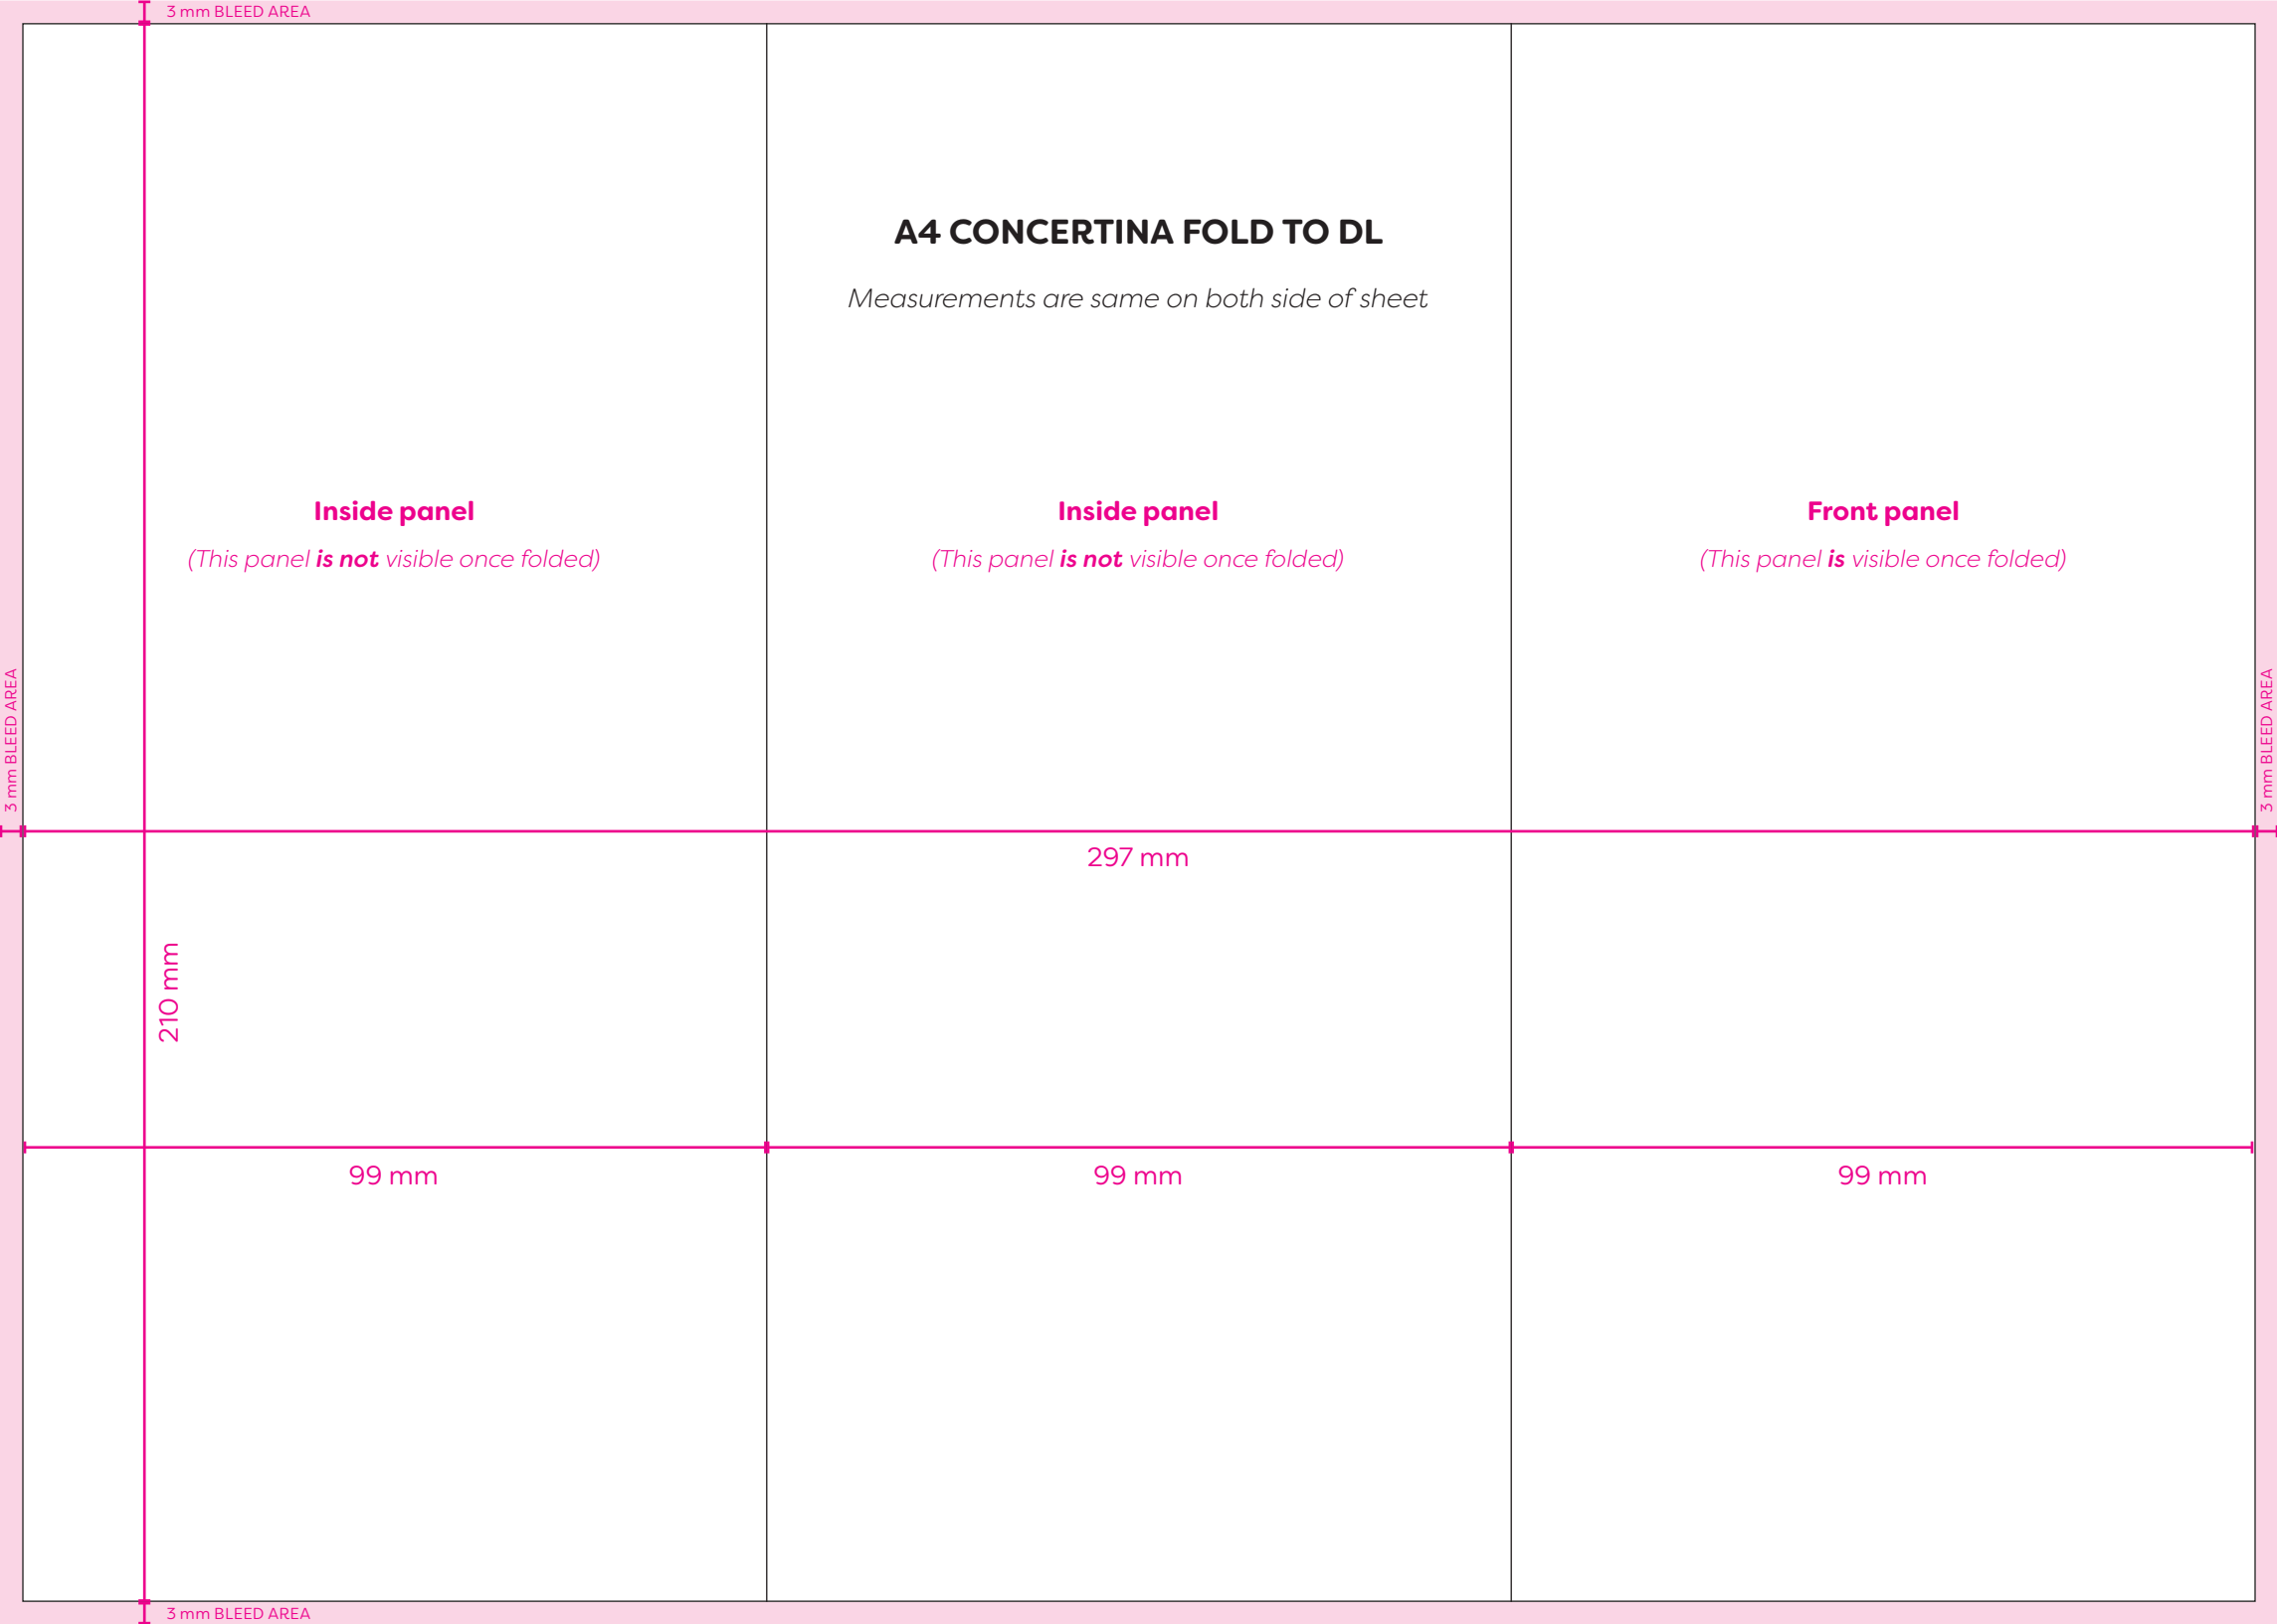 3 mm BLEED AREA
A4 CONCERTINA FOLD TO DL
Measurements are same on both side of sheet
Inside panel
(This panel is not visible once folded)
Inside panel
(This panel is not visible once folded)
Front panel
(This panel is visible once folded)
3 mm BLEED AREA
3 mm BLEED AREA
297 mm
210 mm
99 mm
99 mm
99 mm
3 mm BLEED AREA